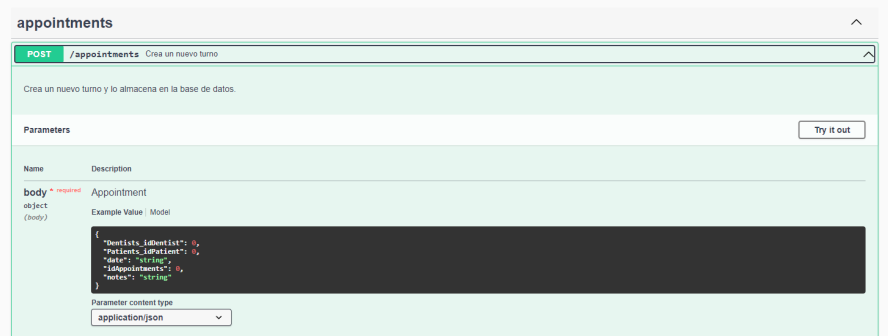 appointments
POST /appointments Crea un nuevo turno
Crea un nuevo turno y lo almacena en la base de datos.
Parameters Try it out
Name Description
body * required Appointment
object
(body)
Example Value Model
{
"Dentists_idDentist": 0,
"Patients_idPatient": 0,
"date": "string",
"idAppointments": 0,
"notes": "string"
}
Parameter content type
application/json